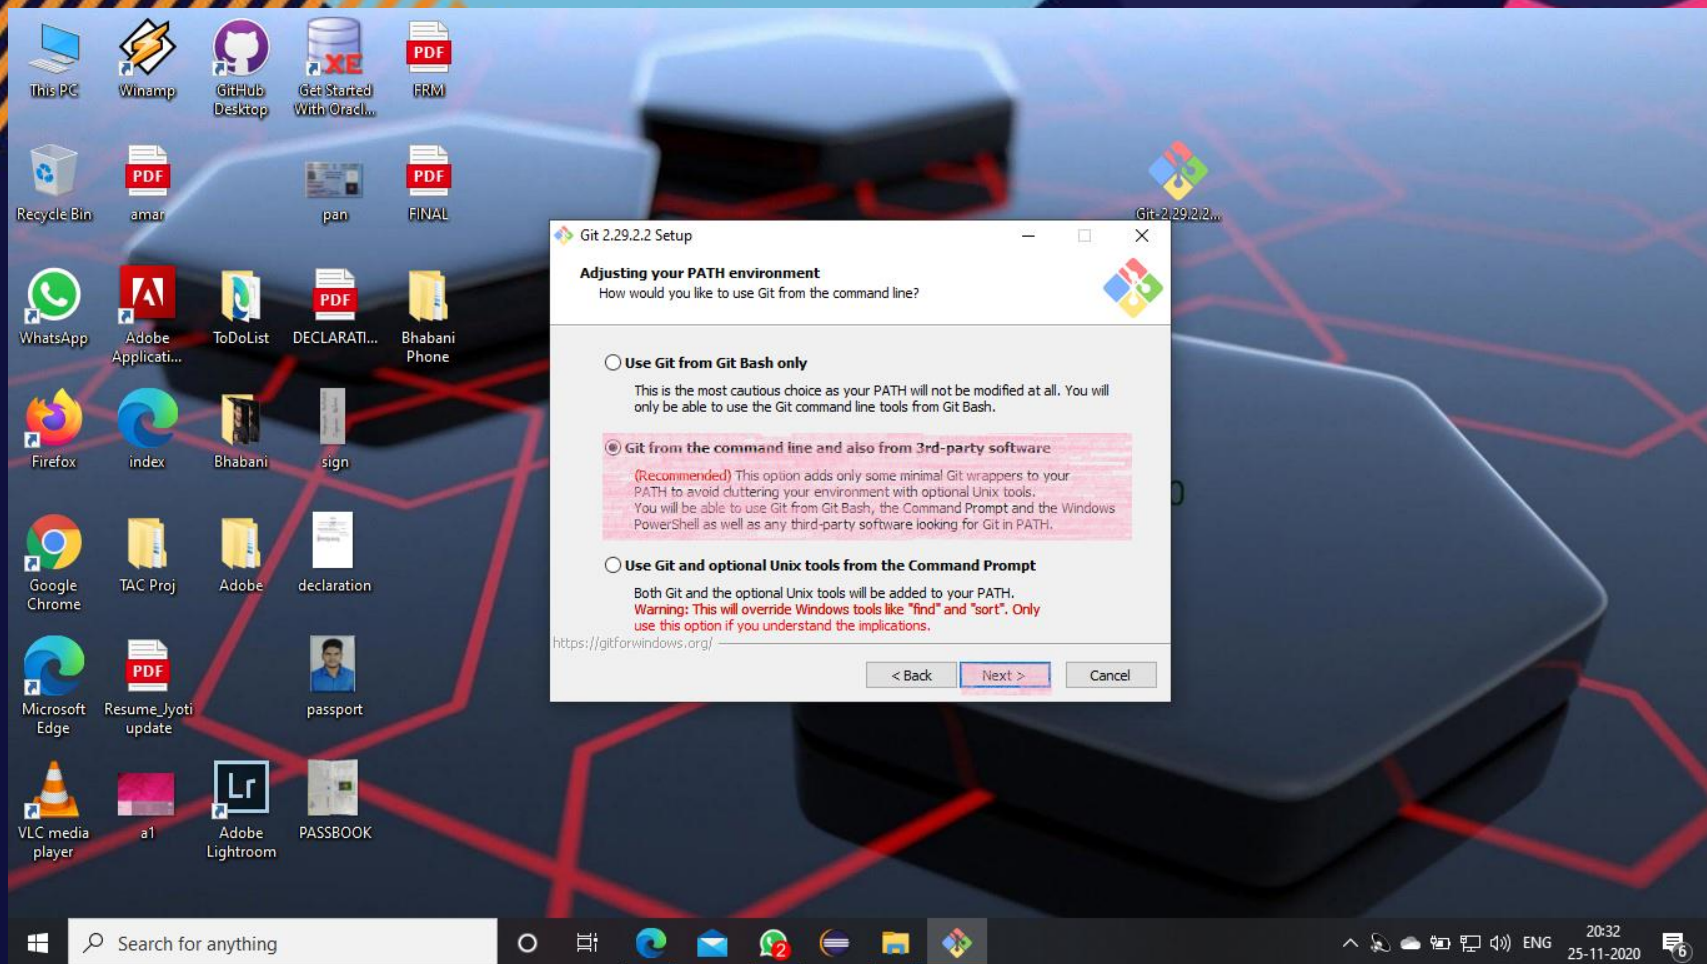 This PC
Winamp
GitHub
Desktop
Get Started
With Oracl...
XE
PDF
FRM
Recycle Bin
PDF
amar
pan
PDF
FINAL
Git-2.29.2.2...
WhatsApp
Adobe
Applicati...
ToDoList
PDF
DECLARATI...
Bhabani
Phone
Firefox
index
Bhabani
sign
Google
Chrome
TAC Proj
Adobe
declaration
Microsoft
Edge
PDF
Resume_Jyoti
update
passport
VLC media
player
a1
Lr
Adobe
Lightroom
PASSBOOK
Git 2.29.2.2 Setup
Adjusting your PATH environment
How would you like to use Git from the command line?
Use Git from Git Bash only
This is the most cautious choice as your PATH will not be modified at all. You will
only be able to use the Git command line tools from Git Bash.
Git from the command line and also from 3rd-party software
(Recommended) This option adds only some minimal Git wrappers to your
PATH to avoid cluttering your environment with optional Unix tools.
You will be able to use Git from Git Bash, the Command Prompt and the Windows
PowerShell as well as any third-party software looking for Git in PATH.
Use Git and optional Unix tools from the Command Prompt
Both Git and the optional Unix tools will be added to your PATH.
Warning: This will override Windows tools like "find" and "sort". Only
use this option if you understand the implications.
https://gitforwindows.org/
< Back
Next >
Cancel
Search for anything
2
ENG
20:32
25-11-2020
6